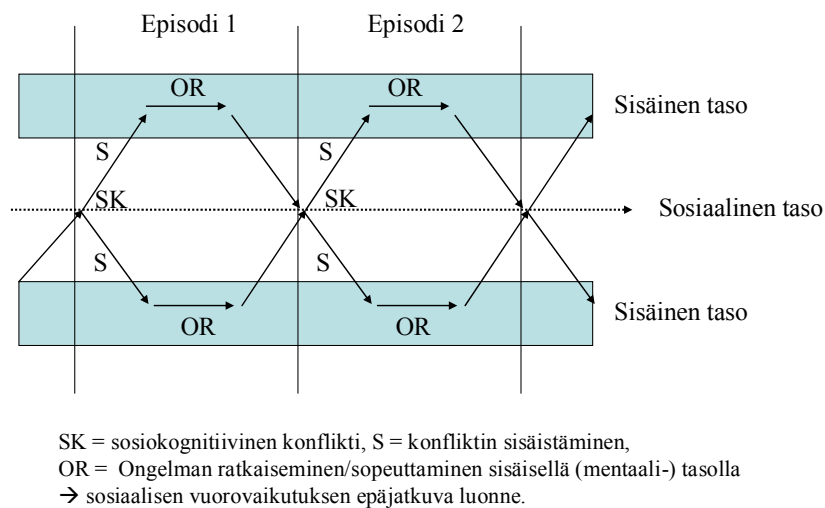 Episodi 1
Episodi 2
OR
OR
Sisäinen taso
S
S
SK
SK
Sosiaalinen taso
S
S
Sisäinen taso
OR
OR
SK = sosiokognitiivinen konflikti, S = konfliktin sisäistäminen,
OR = Ongelman ratkaiseminen/sopeuttaminen sisäisellä (mentaali-) tasolla
→ sosiaalisen vuorovaikutuksen epäjatkuva luonne.